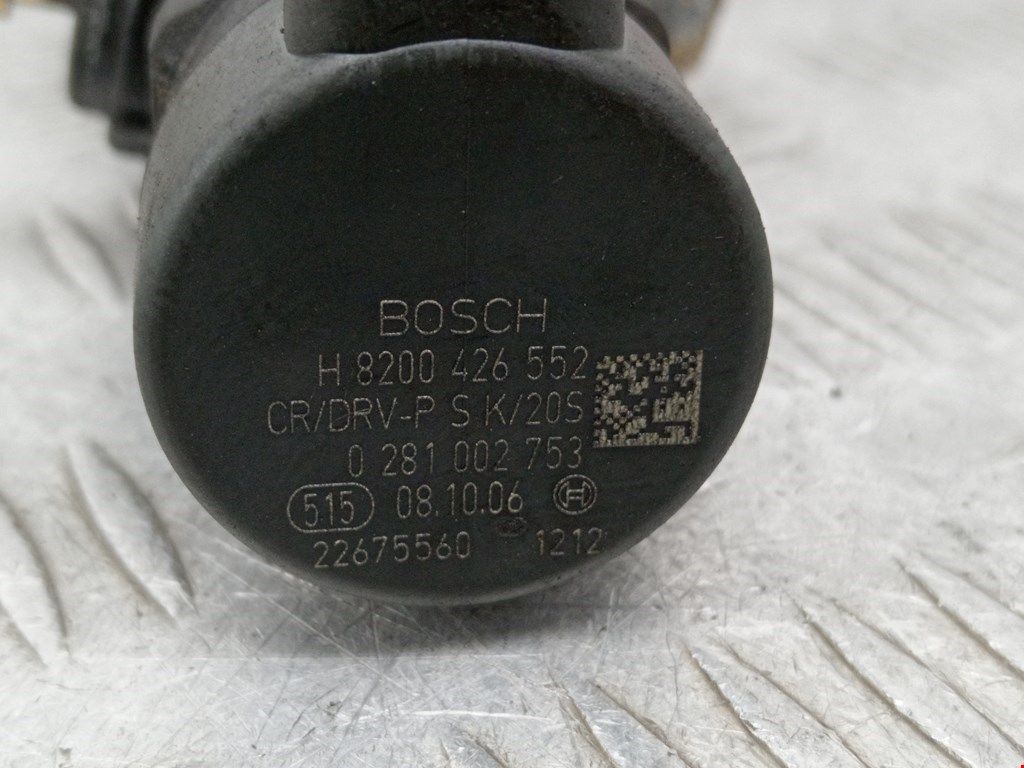 BOSCH
H 8200 426 552
CR/DRV-P S K/20S
0 281 002 753
515 08.10.06
22675560 1212